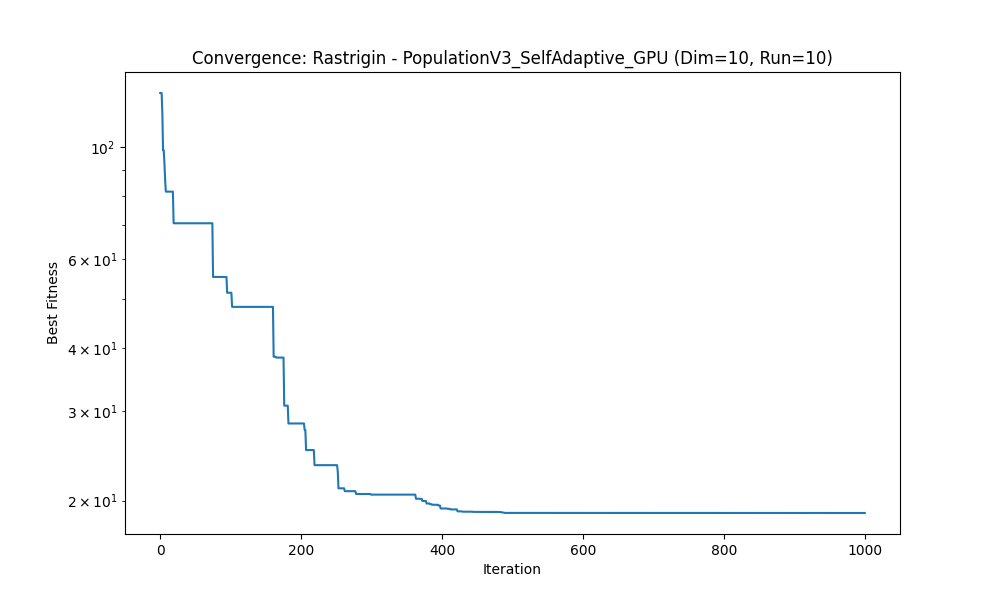 Convergence: Rastrigin - PopulationV3_SelfAdaptive_GPU (Dim=10, Run=10)
10²
6 × 10¹
4 × 10¹
3 × 10¹
2 × 10¹
Best Fitness
0 200 400 600 800 1000
Iteration